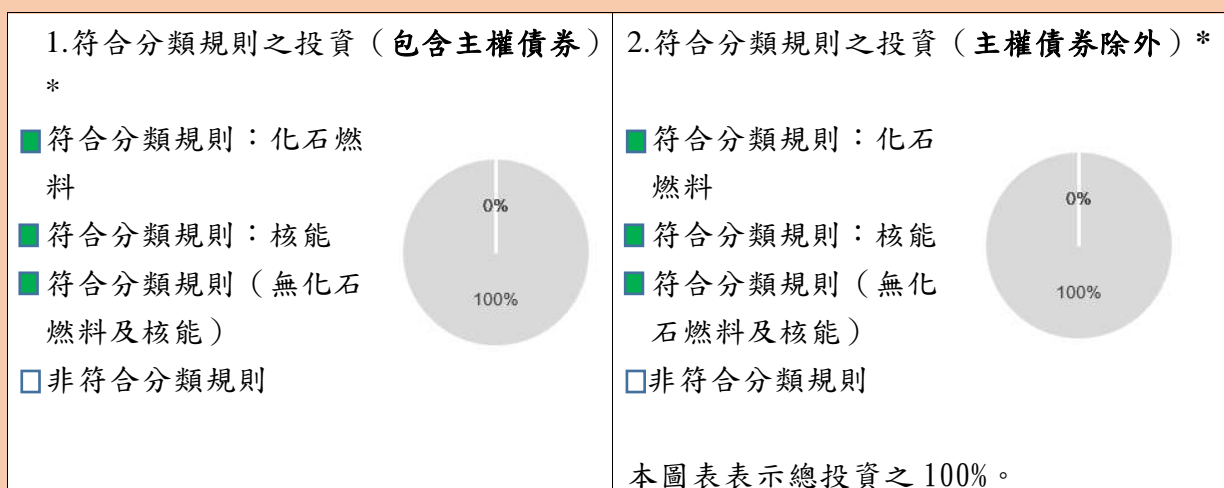 1.符合分類規則之投資（包含主權債券）
*
符合分類規則：化石燃
料
符合分類規則：核能
符合分類規則（無化石
燃料及核能）
非符合分類規則
0%
100%
2.符合分類規則之投資（主權債券除外）*
符合分類規則：化石
燃料
符合分類規則：核能
符合分類規則（無化
石燃料及核能）
非符合分類規則
0%
100%
本圖表表示總投資之 100%。